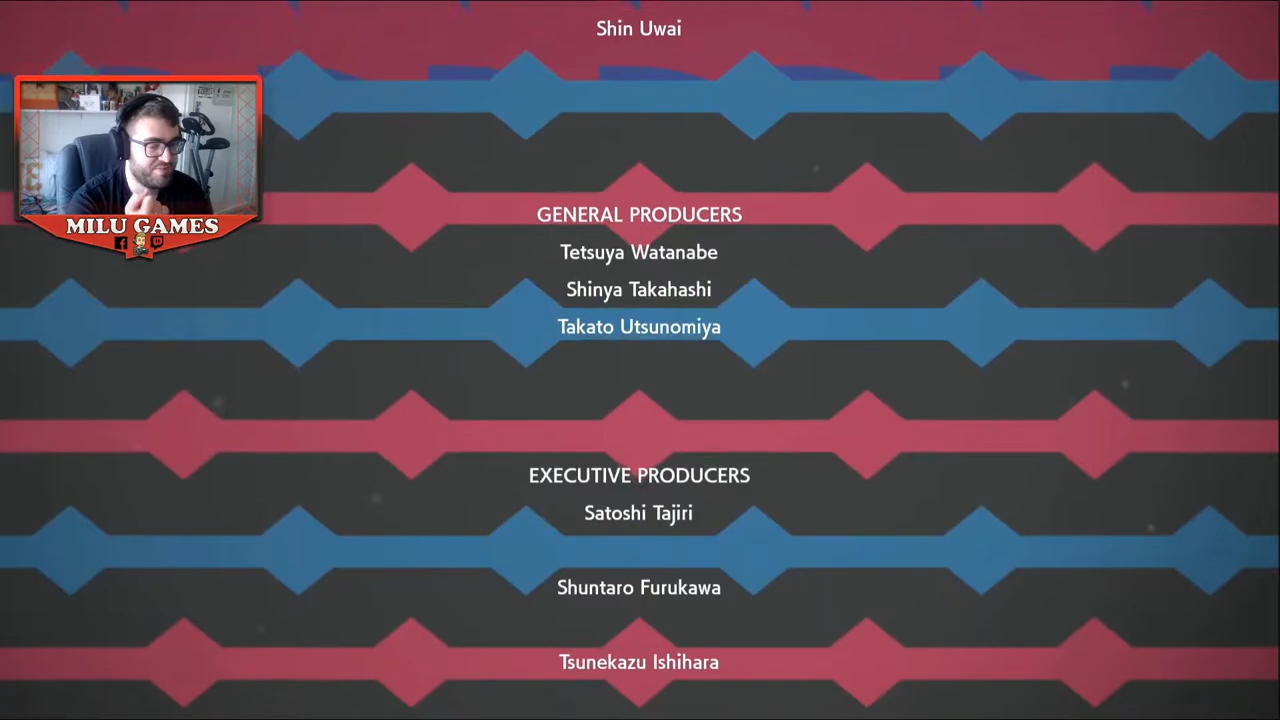 Shin Uwai
MILU GAMES
GENERAL PRODUCERS
Tetsuya Watanabe
Shinya Takahashi
Takato Utsunomiya
EXECUTIVE PRODUCERS
Satoshi Tajiri
Shuntaro Furukawa
Tsunekazu Ishihara